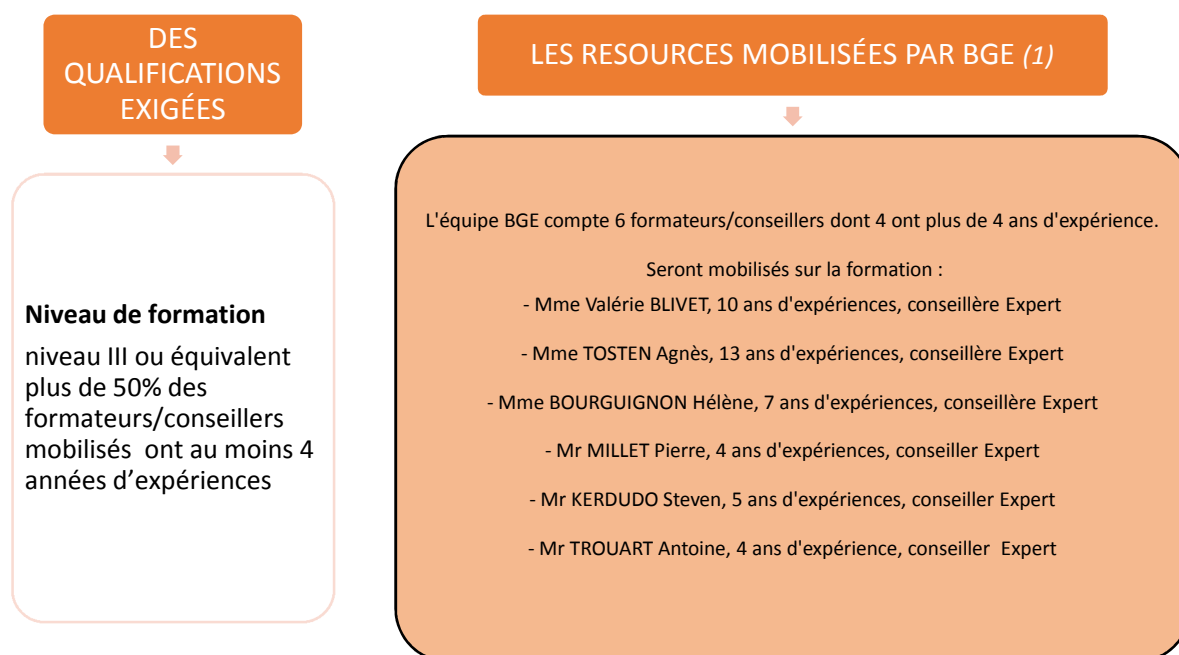 DES
QUALIFICATIONS
EXIGÉES
Niveau de formation
niveau III ou équivalent
plus de 50% des
formateurs/conseillers
mobilisés  ont au moins 4
années d’expériences
LES RESOURCES MOBILISÉES PAR BGE (1)
L'équipe BGE compte 6 formateurs/conseillers dont 4 ont plus de 4 ans d'expérience.
Seront mobilisés sur la formation :
- Mme Valérie BLIVET, 10 ans d'expériences, conseillère Expert
- Mme TOSTEN Agnès, 13 ans d'expériences, conseillère Expert
- Mme BOURGUIGNON Hélène, 7 ans d'expériences, conseillère Expert
- Mr MILLET Pierre, 4 ans d'expériences, conseiller Expert
- Mr KERDUDO Steven, 5 ans d'expériences, conseiller Expert
- Mr TROUART Antoine, 4 ans d'expérience, conseiller  Expert